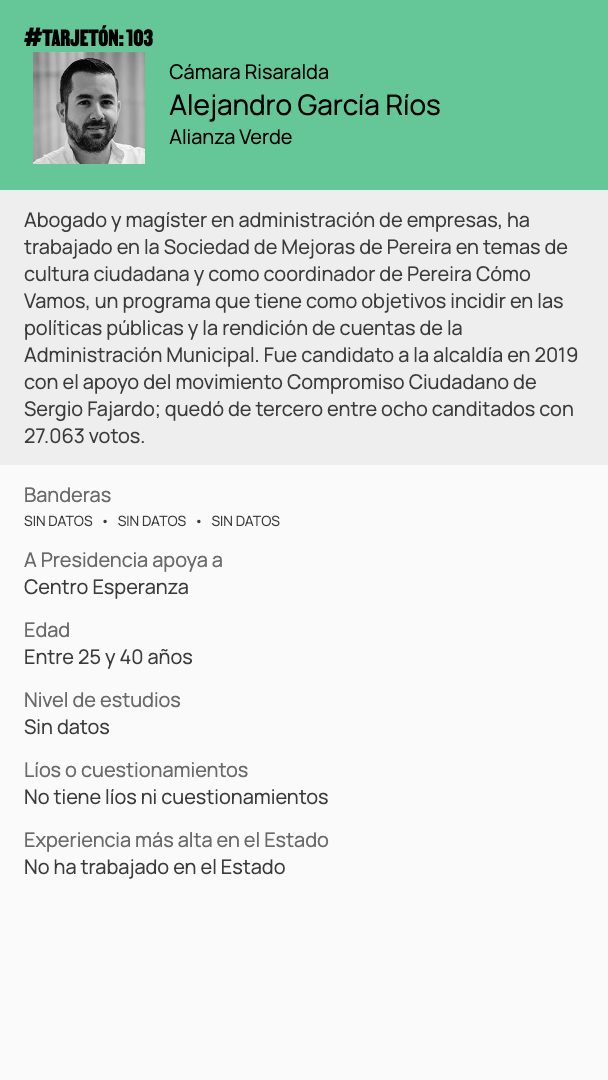 #TARJETÓN: 103
Cámara Risaralda
Alejandro García Ríos
Alianza Verde
Abogado y magíster en administración de empresas, ha
trabajado en la Sociedad de Mejoras de Pereira en temas de
cultura ciudadana y como coordinador de Pereira Cómo
Vamos, un programa que tiene como objetivos incidir en las
políticas públicas y la rendición de cuentas de la
Administración Municipal. Fue candidato a la alcaldía en 2019
con el apoyo del movimiento Compromiso Ciudadano de
Sergio Fajardo; quedó de tercero entre ocho canditados con
27.063 votos.
Banderas
SIN DATOS • SIN DATOS • SIN DATOS
A Presidencia apoya a
Centro Esperanza
Edad
Entre 25 y 40 años
Nivel de estudios
Sin datos
Líos o cuestionamientos
No tiene líos ni cuestionamientos
Experiencia más alta en el Estado
No ha trabajado en el Estado